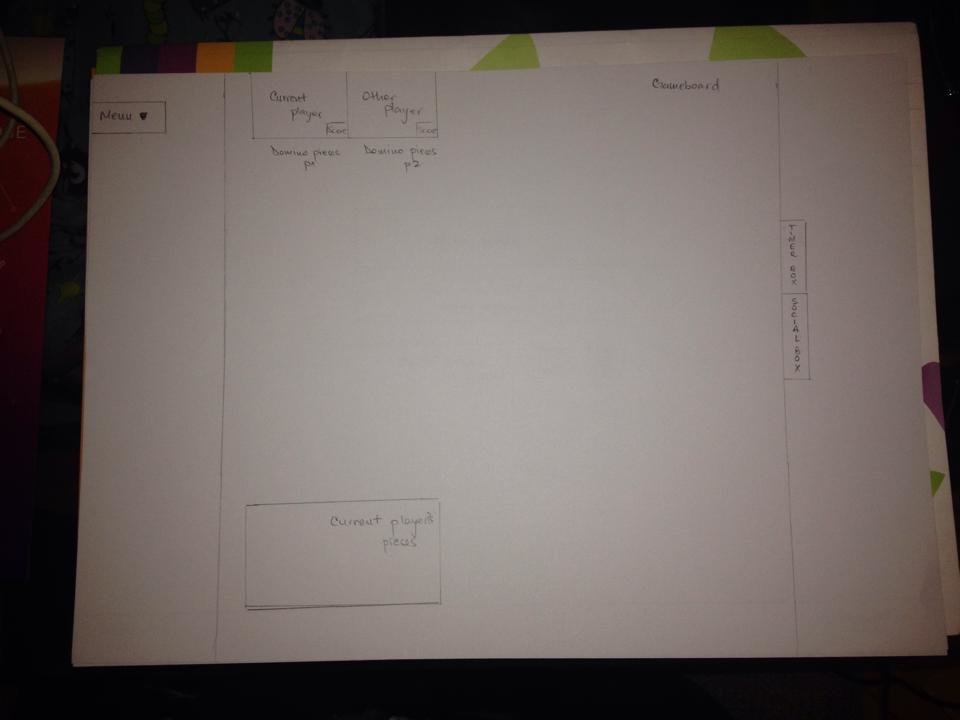 Menu
Current
player
Score
Other
player
Score
Domino pieces
p1
Domino pieces
p2
Gameboard
TIMER BOX
SOCIAL BOX
Current player's
pieces